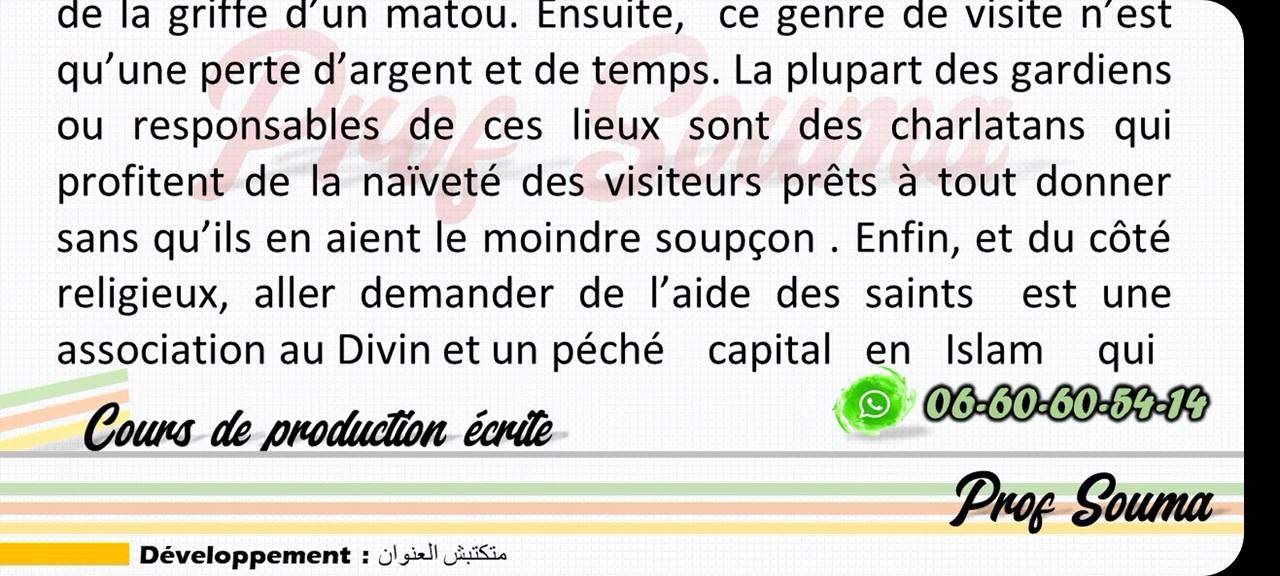 de la griffe d’un matou. Ensuite, ce genre de visite n’est
qu’une perte d’argent et de temps. La plupart des gardiens
ou responsables de ces lieux sont des charlatans qui
profitent de la naïveté des visiteurs prêts à tout donner
sans qu’ils en aient le moindre soupçon . Enfin, et du côté
religieux, aller demander de l’aide des saints est une
association au Divin et un péché capital en Islam qui
Prof Souma
Cours de production écrite
06-60-60-54-14
Prof Souma
Développement : متكتبش العنوان